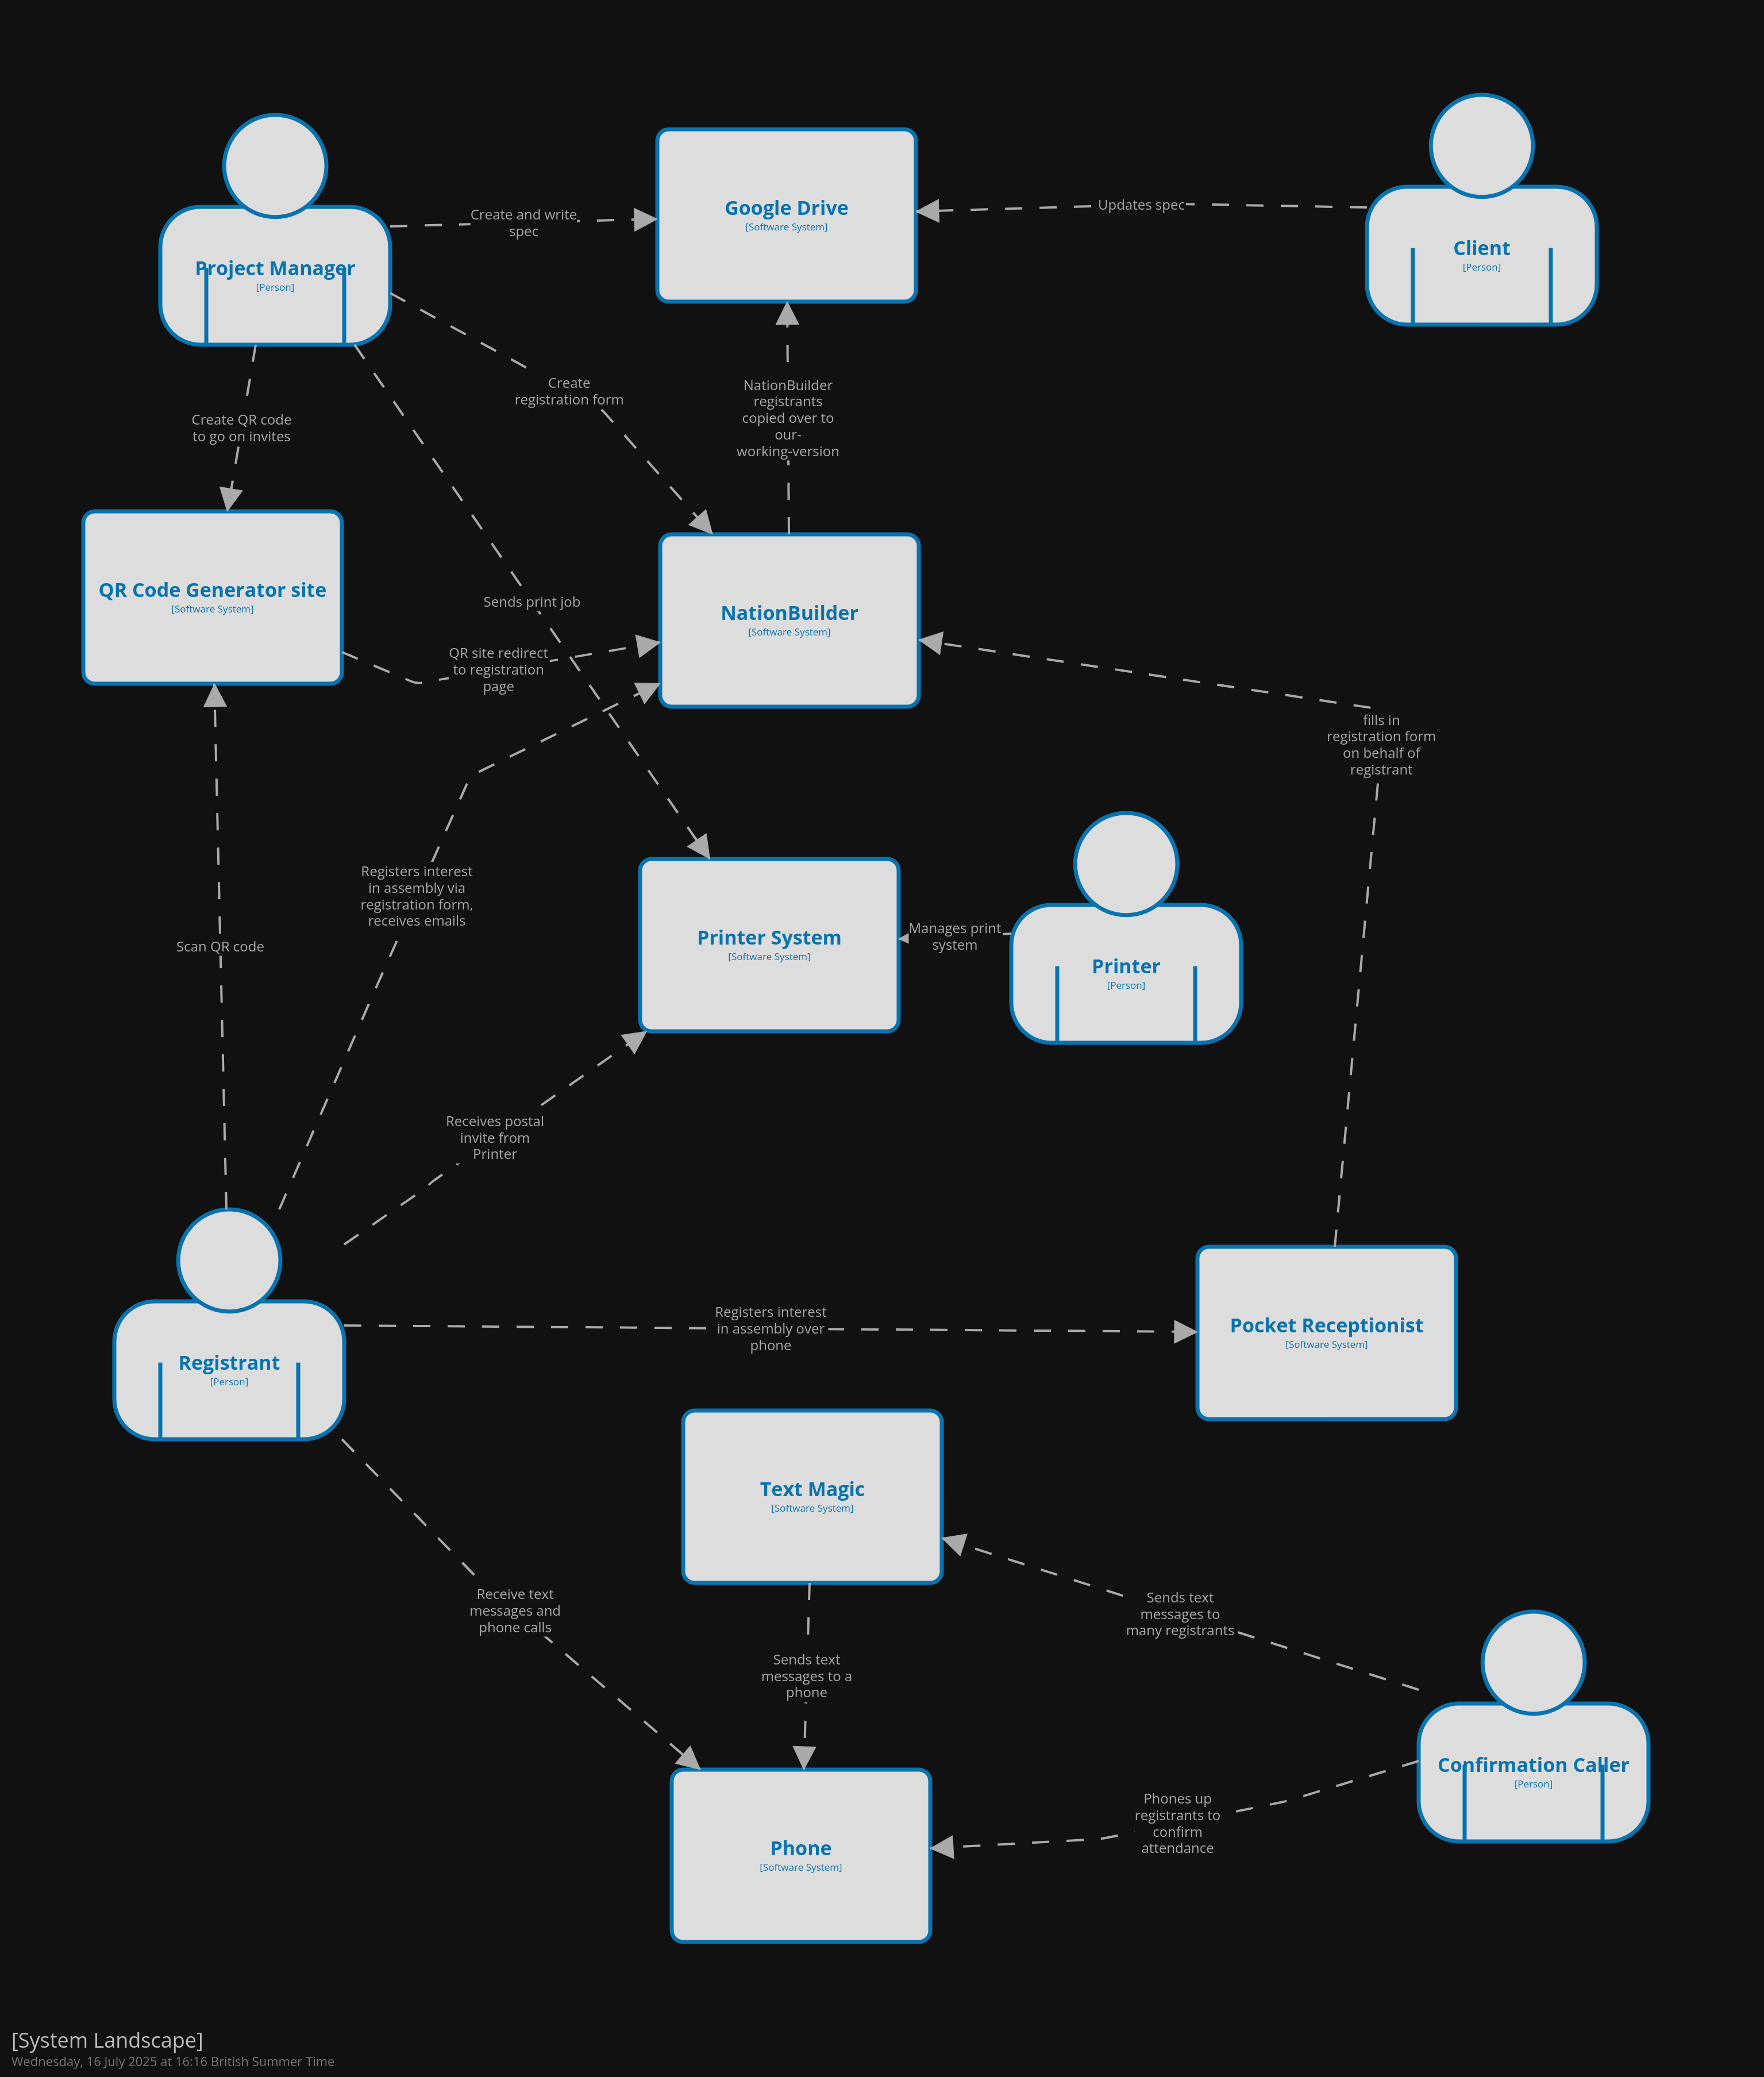 Project Manager
[Person]
Create and write
spec
Google Drive
[Software System]
Updates spec
Client
[Person]
Create QR code
to go on invites
Create
registration form
NationBuilder
registrants
copied over to
our-
working-version
QR Code Generator site
[Software System]
Sends print job
QR site redirect
to registration
page
NationBuilder
[Software System]
fills in
registration form
on behalf of
registrant
Scan QR code
Registers interest
in assembly via
registration form,
receives emails
Printer System
[Software System]
Manages print
system
Printer
[Person]
Receives postal
invite from
Printer
Registrant
[Person]
Registers interest
in assembly over
phone
Pocket Receptionist
[Software System]
Text Magic
[Software System]
Receive text
messages and
phone calls
Sends text
messages to a
phone
Sends text
messages to
many registrants
Confirmation Caller
[Person]
Phones up
registrants to
confirm
attendance
Phone
[Software System]
[System Landscape]
Wednesday, 16 July 2025 at 16:16 British Summer Time